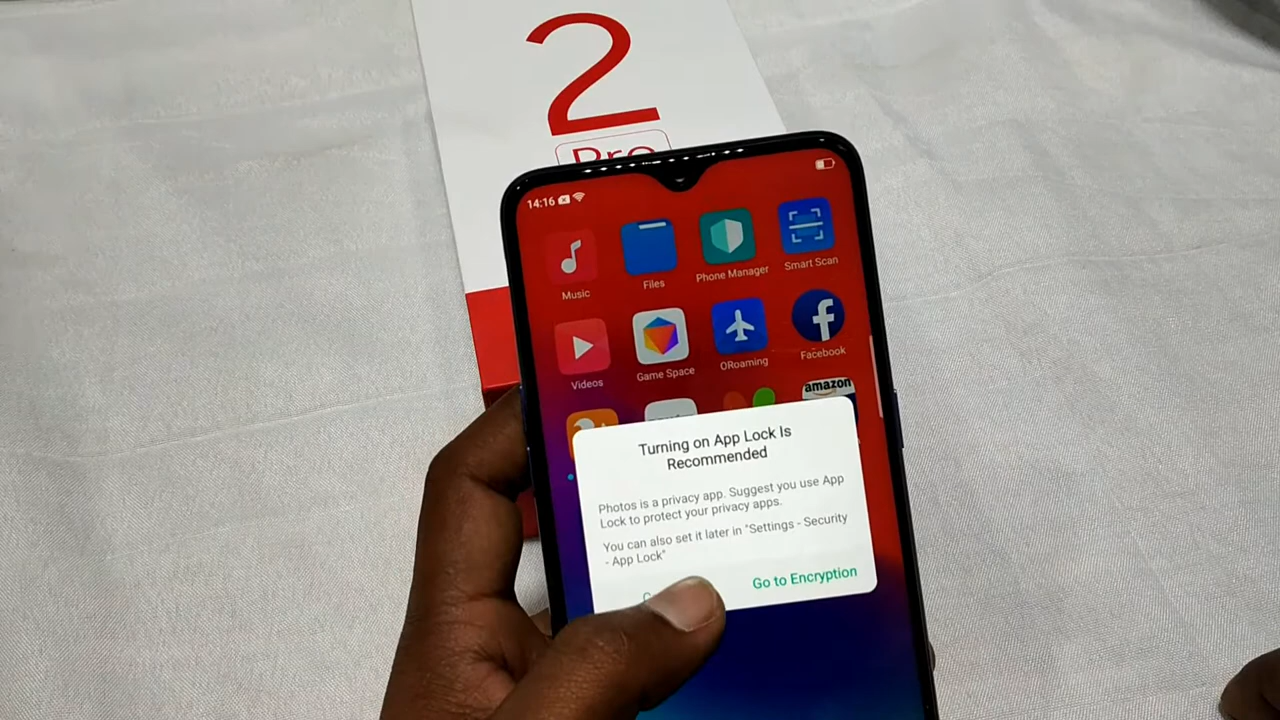 2
Pro
14:16
Music
Files
Phone Manager
Smart Scan
Videos
Game Space
ORoaming
Facebook
amazon
Turning on App Lock Is
Recommended
Photos is a privacy app. Suggest you use App
Lock to protect your privacy apps.
You can also set it later in "Settings - Security
- App Lock"
Go to Encryption